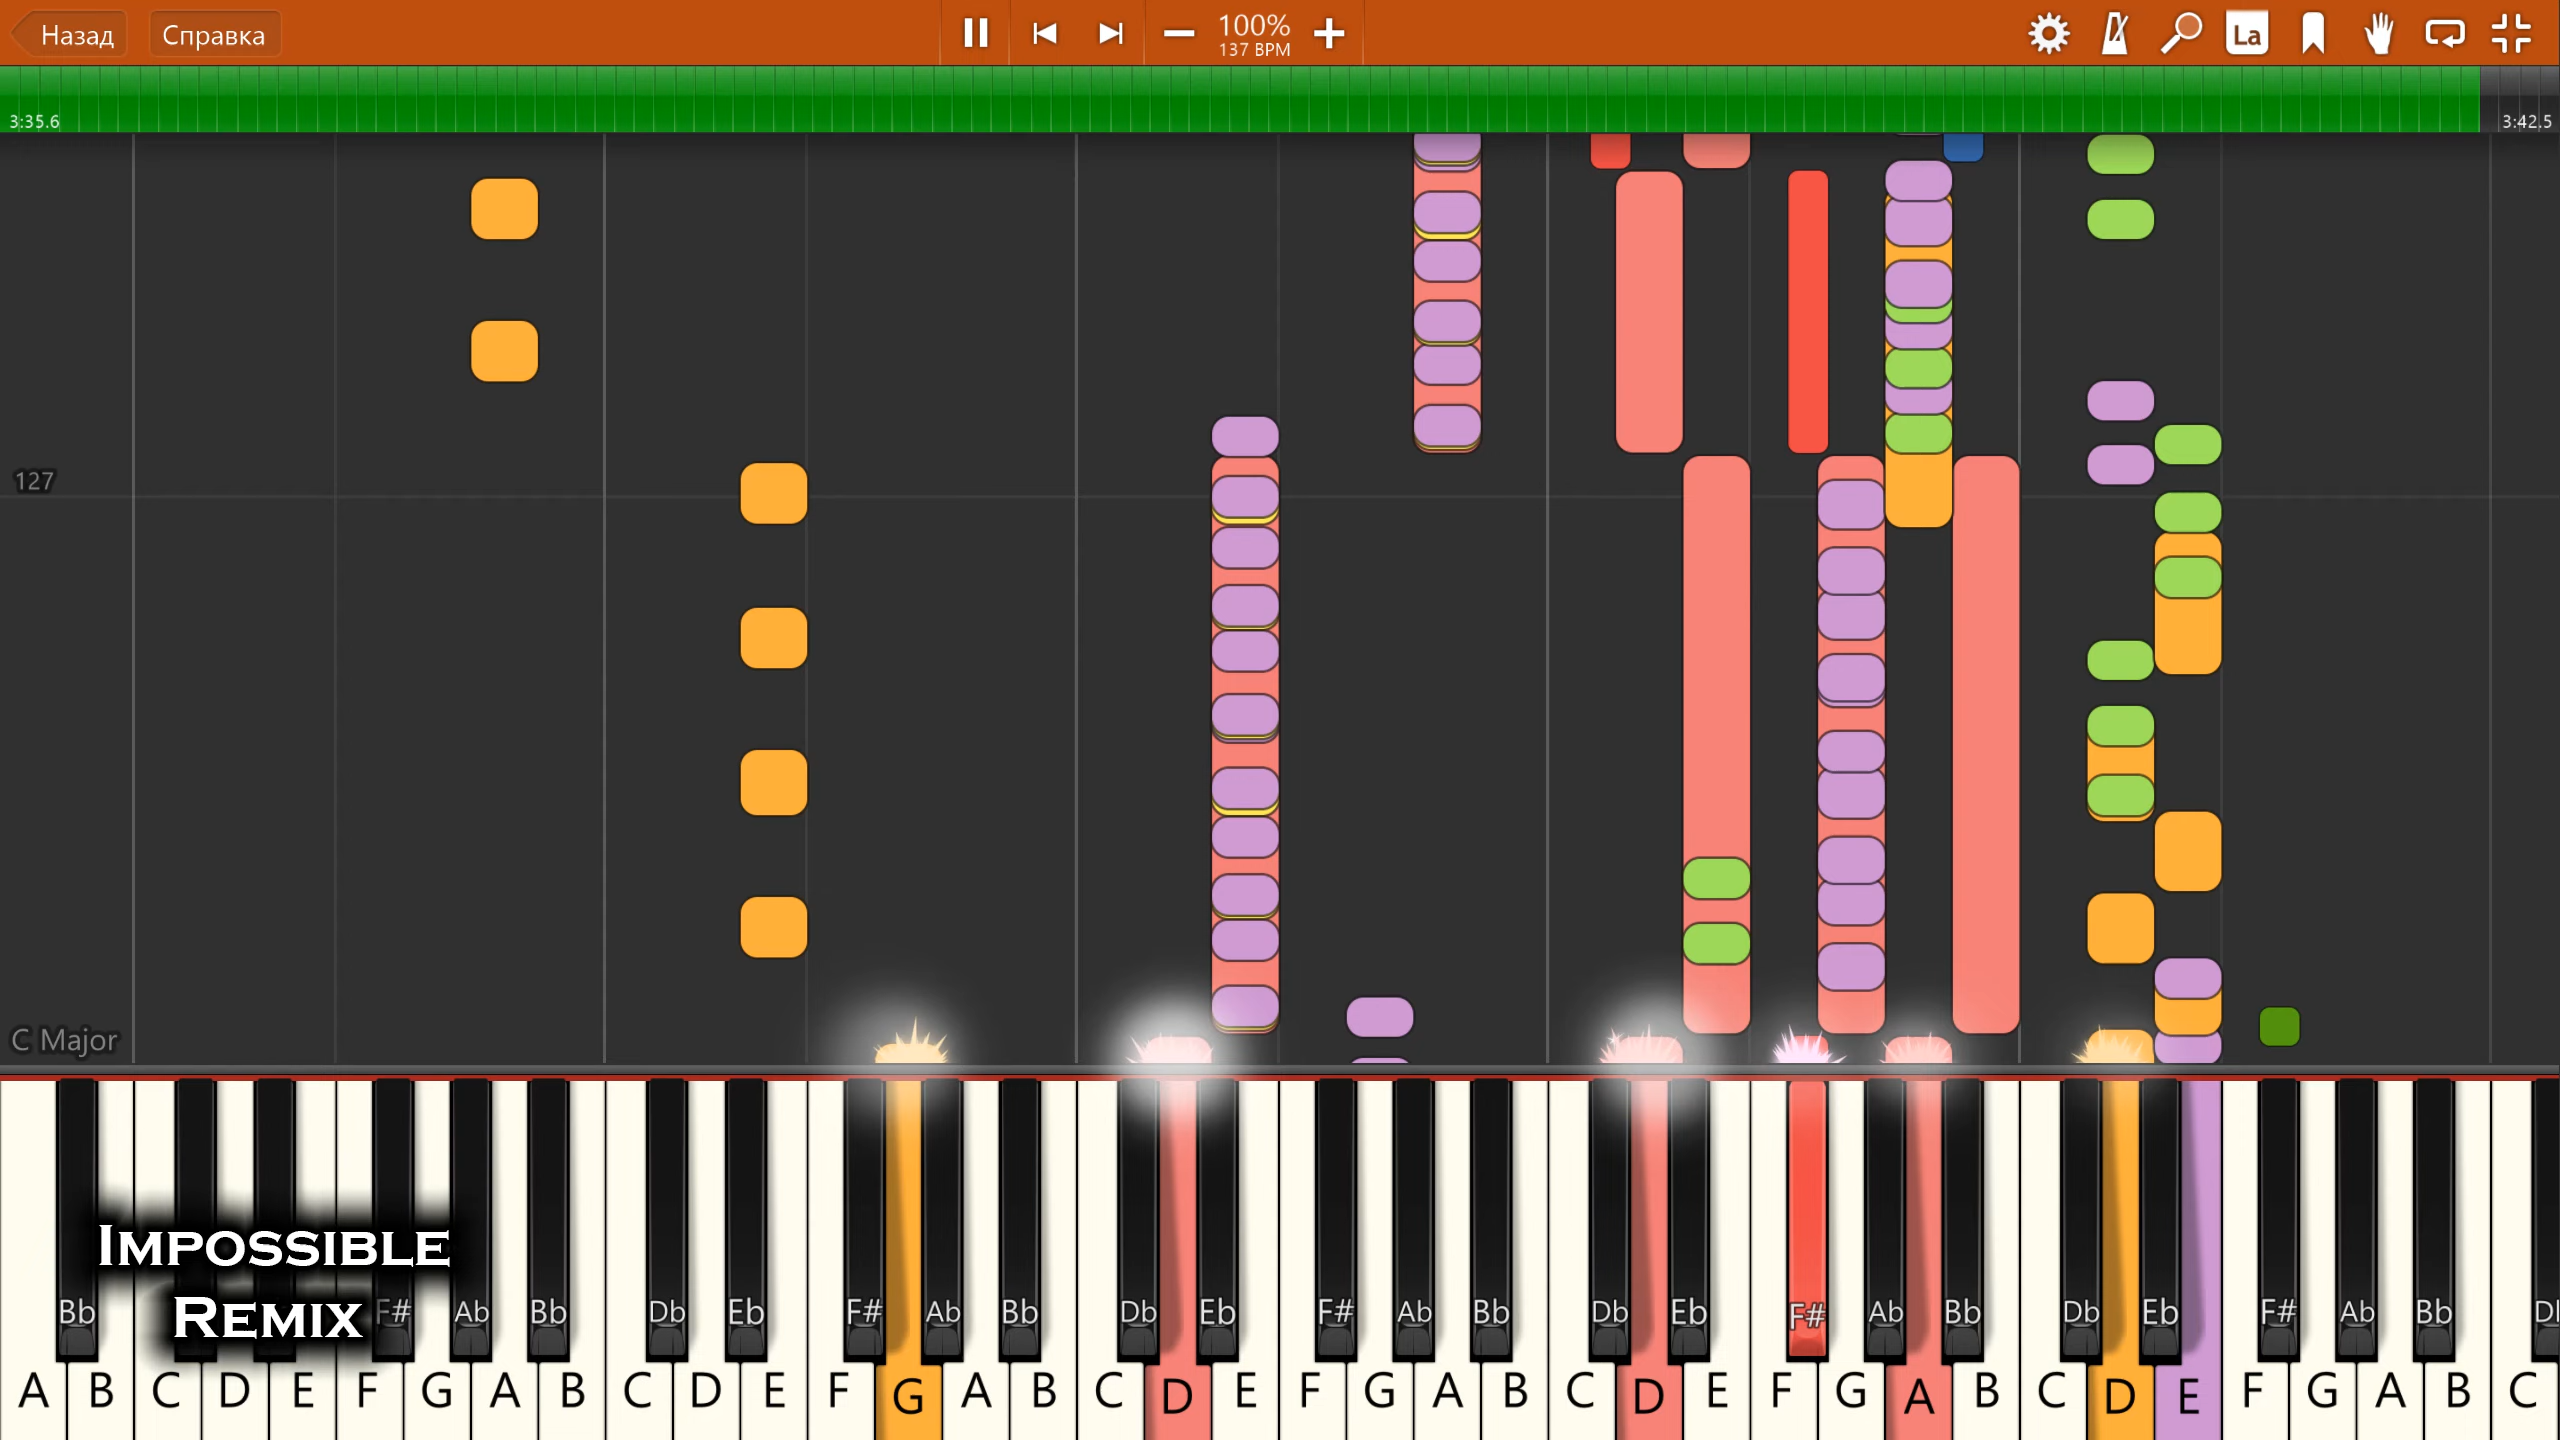 Назад Справка 100% La
137 BPM
3:35.6 3:42.5
127
C Major
Impossible
Remix
Bb F# Ab Bb Db Eb F# Ab Bb Db Eb F# Ab Bb Db Eb F# Ab Bb Db Eb F# Ab Bb
A B C D E F G A B C D E F G A B C D E F G A B C D E F G A B C D E F G A B C